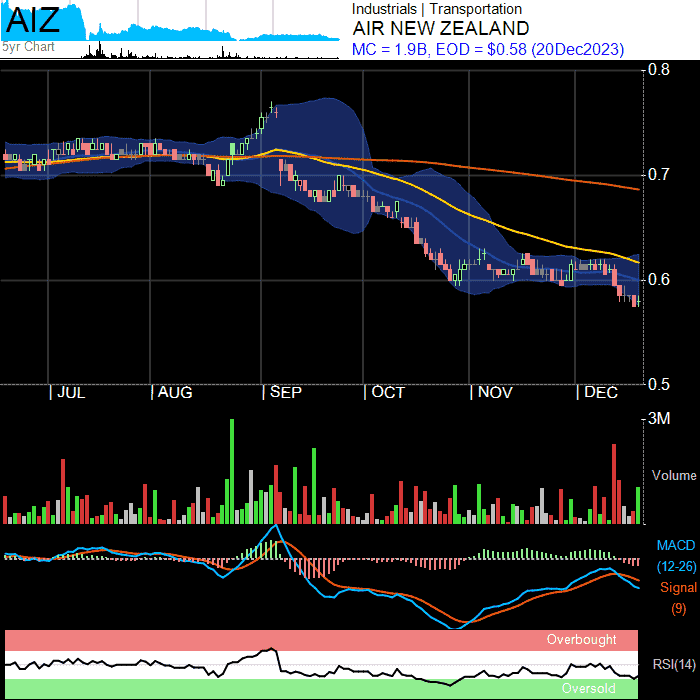 AIZ
5yr Chart
Industrials | Transportation
AIR NEW ZEALAND
MC = 1.9B, EOD = $0.58 (20Dec2023)
0.8
0.7
0.6
0.5
| JUL
| AUG
| SEP
| OCT
| NOV
| DEC
3M
Volume
MACD
(12-26)
Signal
(9)
Overbought
RSI(14)
Oversold